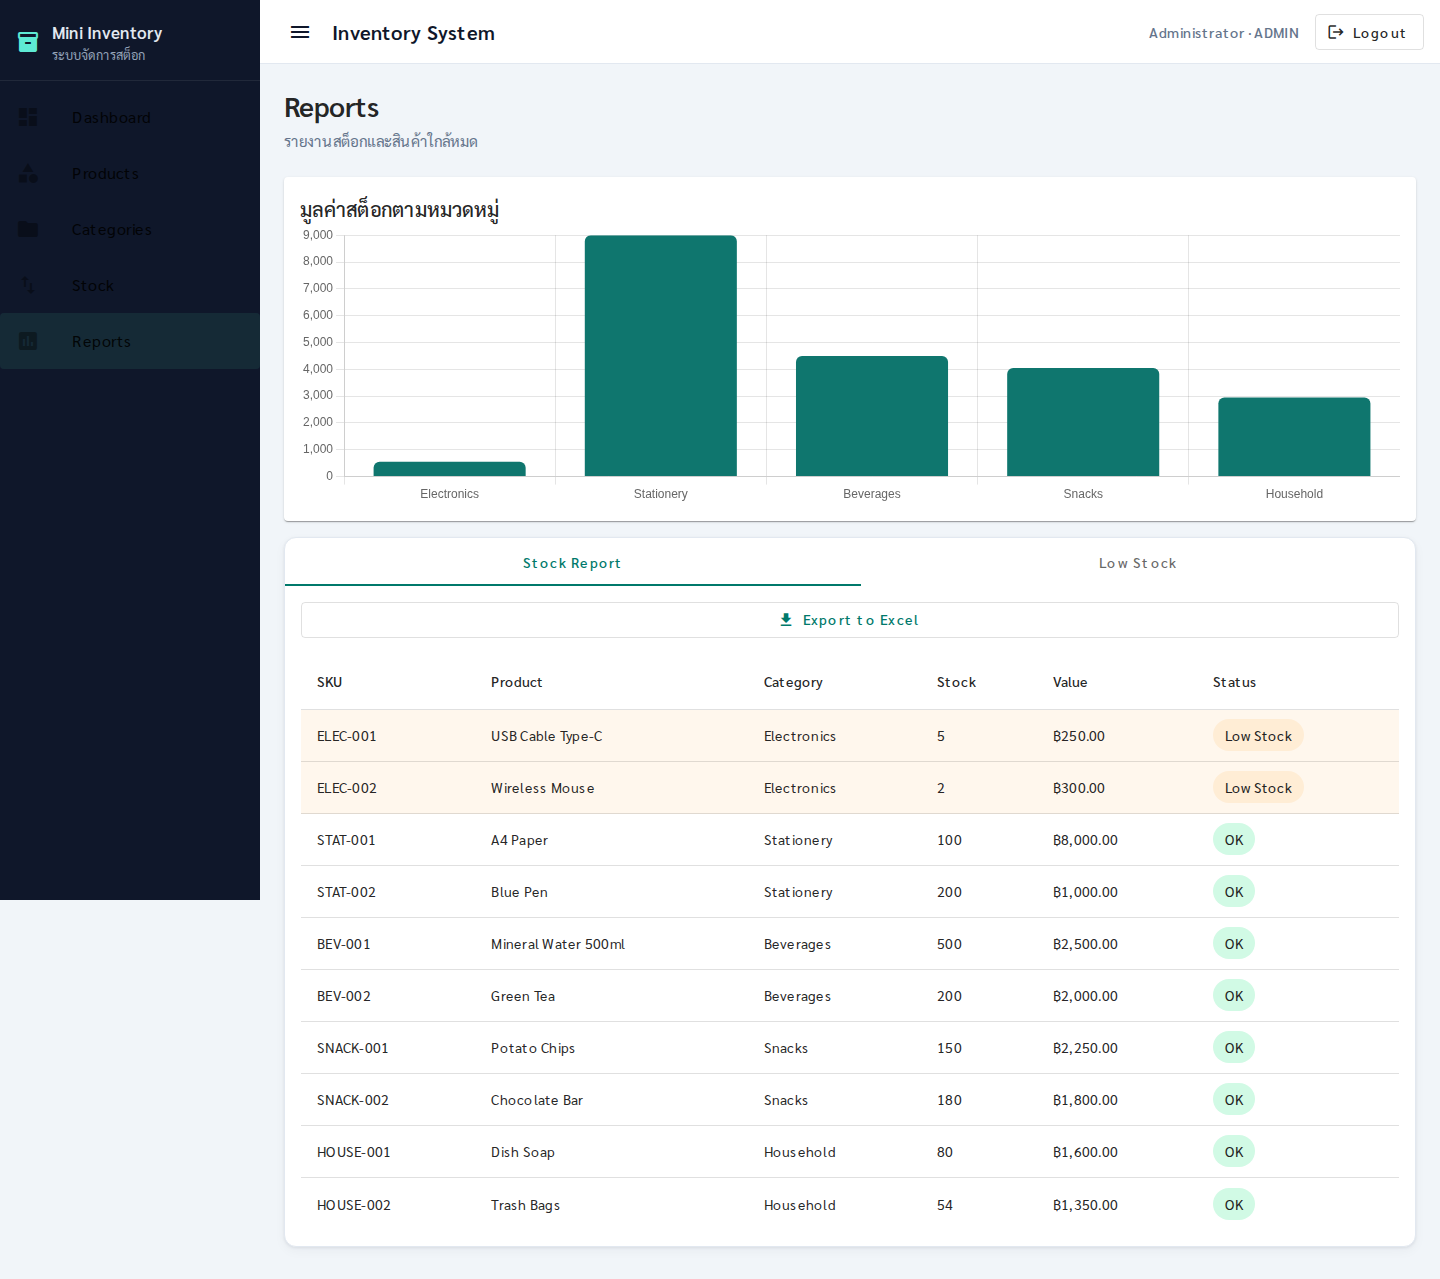 Mini Inventory
ระบบจัดการสต็อก
Dashboard
Products
Categories
Stock
Reports
Inventory System
Administrator · ADMIN
Logout
Reports
รายงานสต็อกและสินค้าใกล้หมด
มูลค่าสต็อกตามหมวดหมู่
9,000
8,000
7,000
6,000
5,000
4,000
3,000
2,000
1,000
0
Electronics Stationery Beverages Snacks Household
Stock Report Low Stock
Export to Excel
SKU Product Category Stock Value Status
ELEC-001 USB Cable Type-C Electronics 5 ฿250.00 Low Stock
ELEC-002 Wireless Mouse Electronics 2 ฿300.00 Low Stock
STAT-001 A4 Paper Stationery 100 ฿8,000.00 OK
STAT-002 Blue Pen Stationery 200 ฿1,000.00 OK
BEV-001 Mineral Water 500ml Beverages 500 ฿2,500.00 OK
BEV-002 Green Tea Beverages 200 ฿2,000.00 OK
SNACK-001 Potato Chips Snacks 150 ฿2,250.00 OK
SNACK-002 Chocolate Bar Snacks 180 ฿1,800.00 OK
HOUSE-001 Dish Soap Household 80 ฿1,600.00 OK
HOUSE-002 Trash Bags Household 54 ฿1,350.00 OK